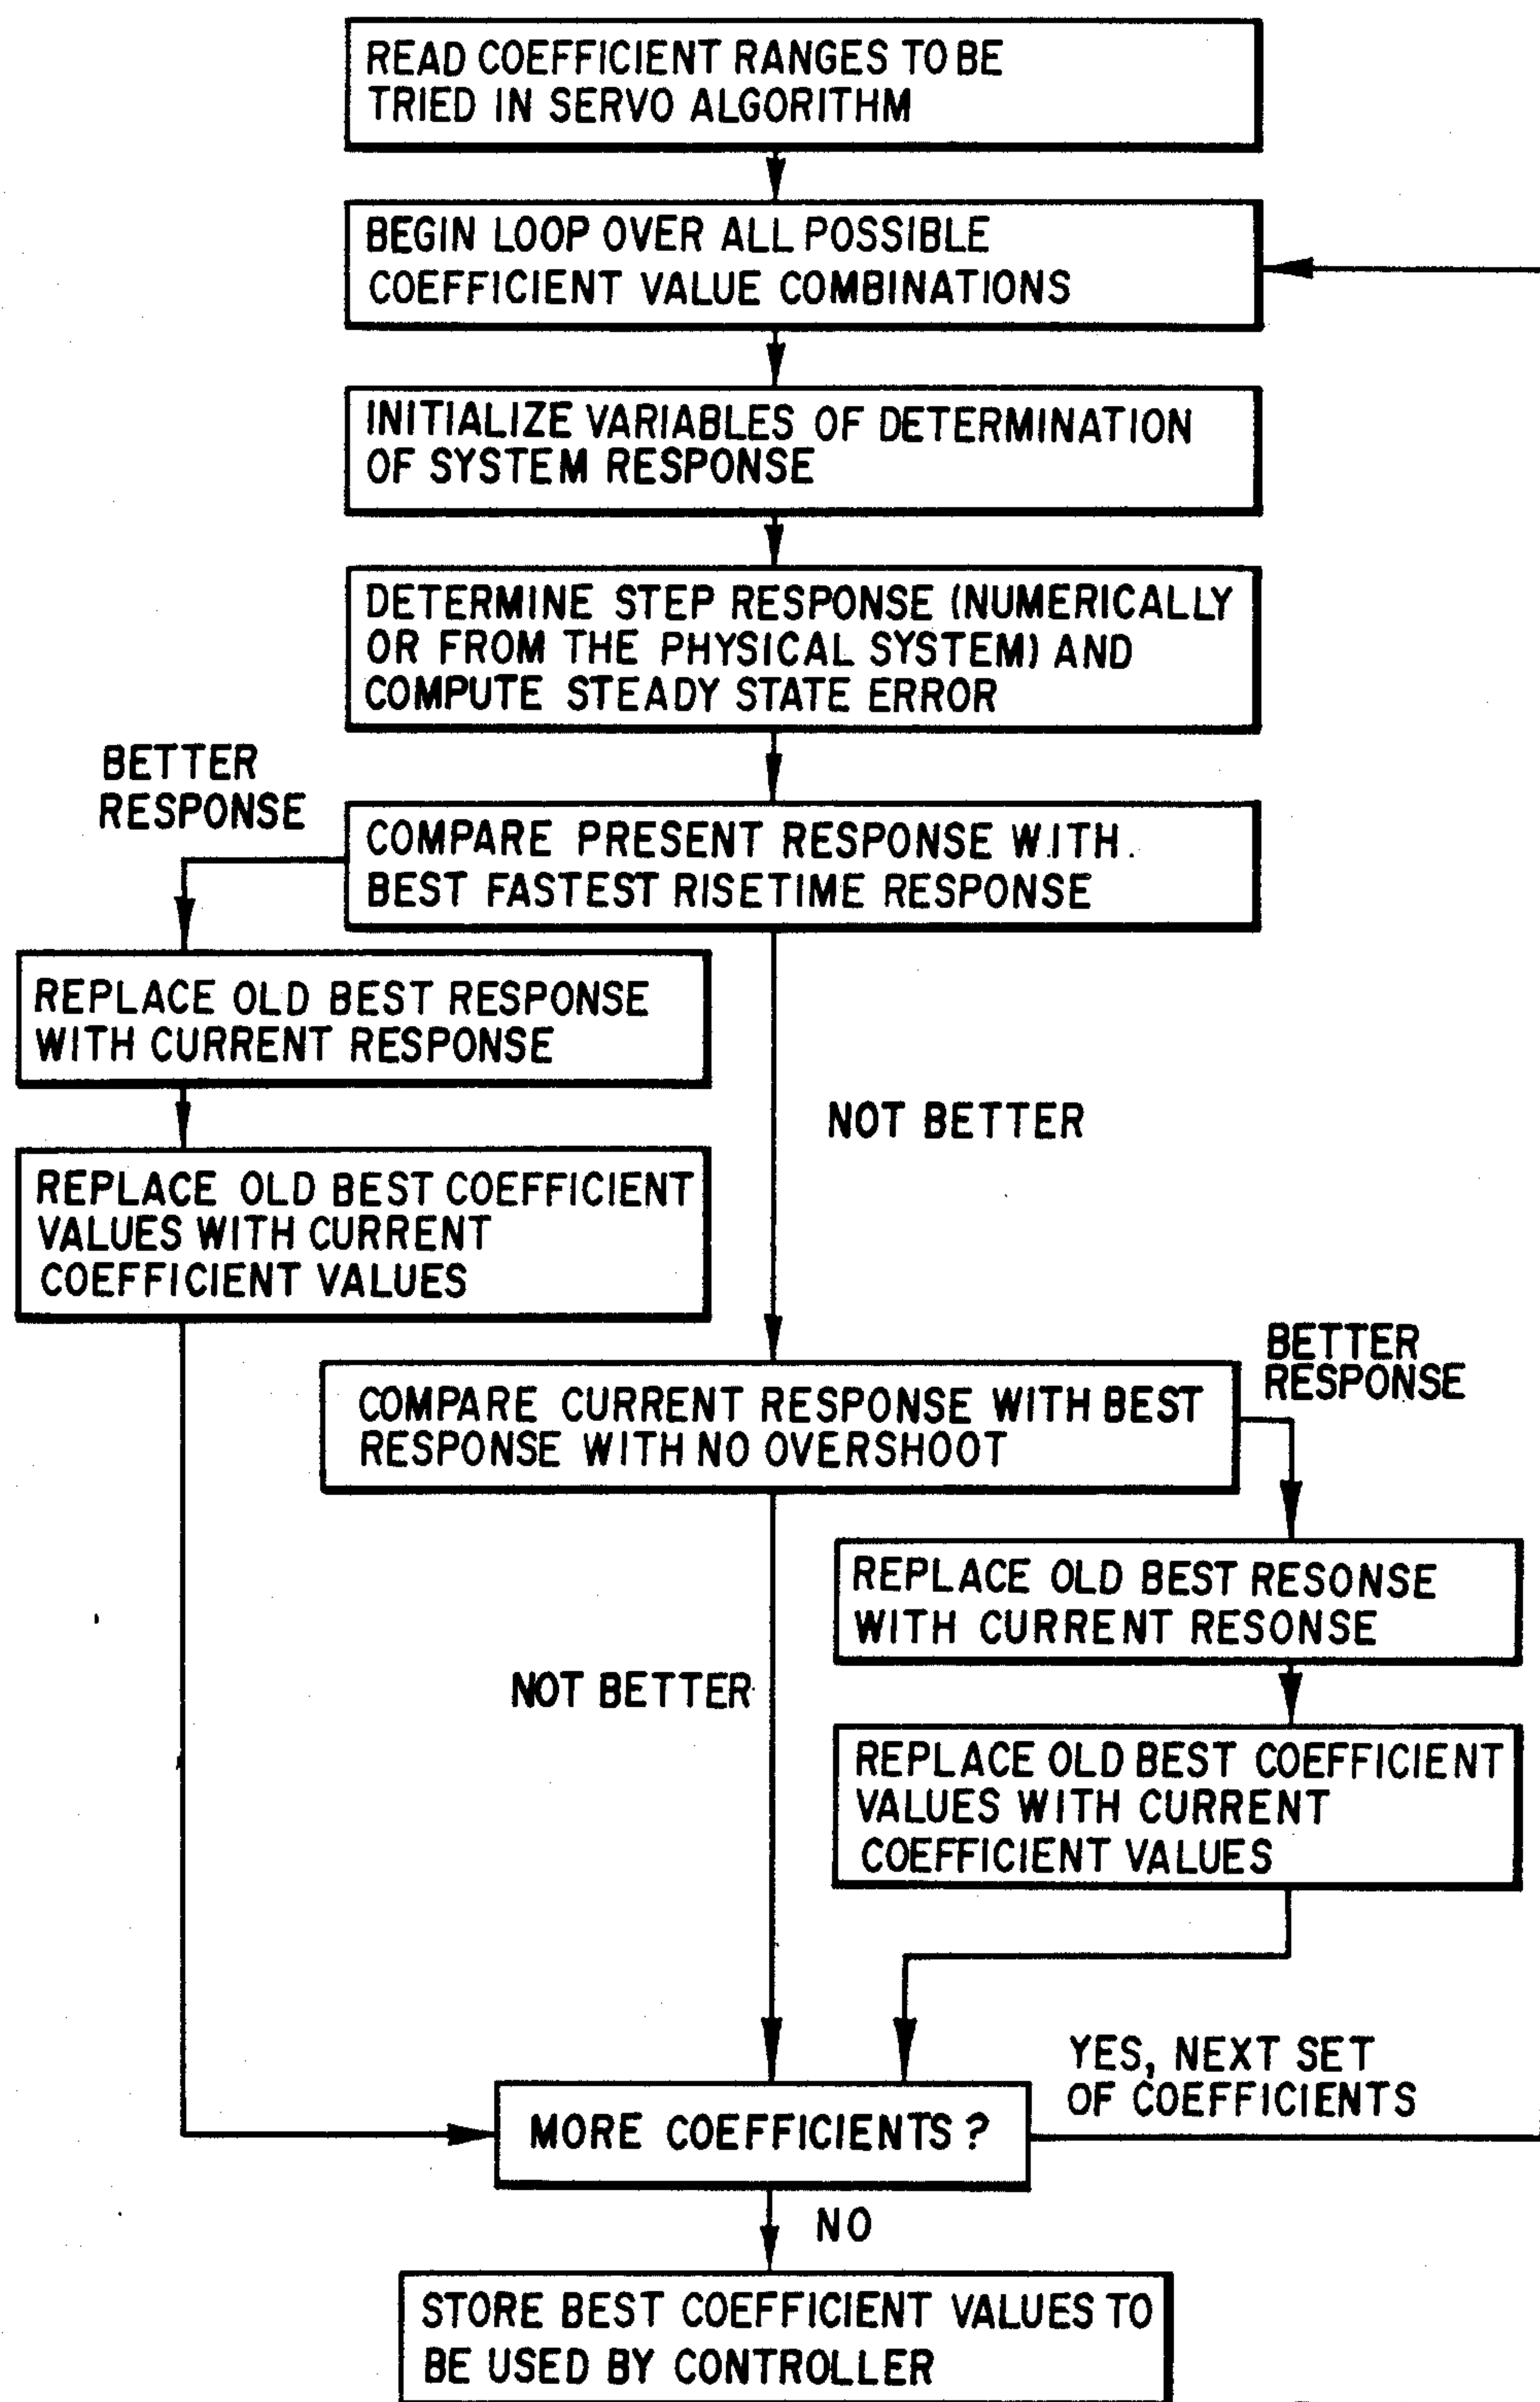 READ COEFFICIENT RANGES TO BE
TRIED IN SERVO ALGORITHM
BEGIN LOOP OVER ALL POSSIBLE
COEFFICIENT VALUE COMBINATIONS
INITIALIZE VARIABLES OF DETERMINATION
OF SYSTEM RESPONSE
DETERMINE STEP RESPONSE (NUMERICALLY
OR FROM THE PHYSICAL SYSTEM) AND
COMPUTE STEADY STATE ERROR
BETTER
RESPONSE
COMPARE PRESENT RESPONSE WITH
BEST FASTEST RISETIME RESPONSE
REPLACE OLD BEST RESPONSE
WITH CURRENT RESPONSE
NOT BETTER
REPLACE OLD BEST COEFFICIENT
VALUES WITH CURRENT
COEFFICIENT VALUES
BETTER
RESPONSE
COMPARE CURRENT RESPONSE WITH BEST
RESPONSE WITH NO OVERSHOOT
REPLACE OLD BEST RESONSE
WITH CURRENT RESONSE
NOT BETTER
REPLACE OLD BEST COEFFICIENT
VALUES WITH CURRENT
COEFFICIENT VALUES
YES, NEXT SET
OF COEFFICIENTS
MORE COEFFICIENTS?
NO
STORE BEST COEFFICIENT VALUES TO
BE USED BY CONTROLLER